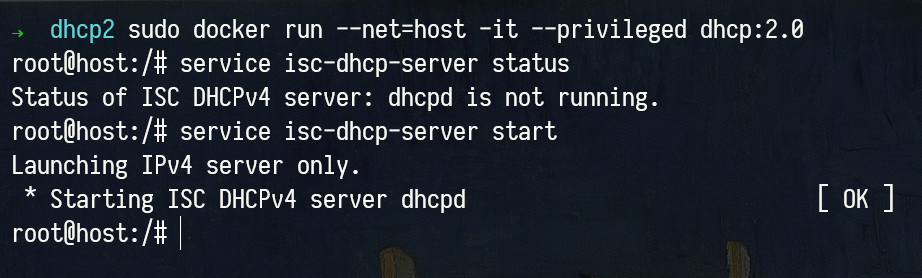 → dhcp2 sudo docker run --net=host -it --privileged dhcp:2.0
root@host:/# service isc-dhcp-server status
Status of ISC DHCPv4 server: dhcpd is not running.
root@host:/# service isc-dhcp-server start
Launching IPv4 server only.
 * Starting ISC DHCPv4 server dhcpd [ OK ]
root@host:/#